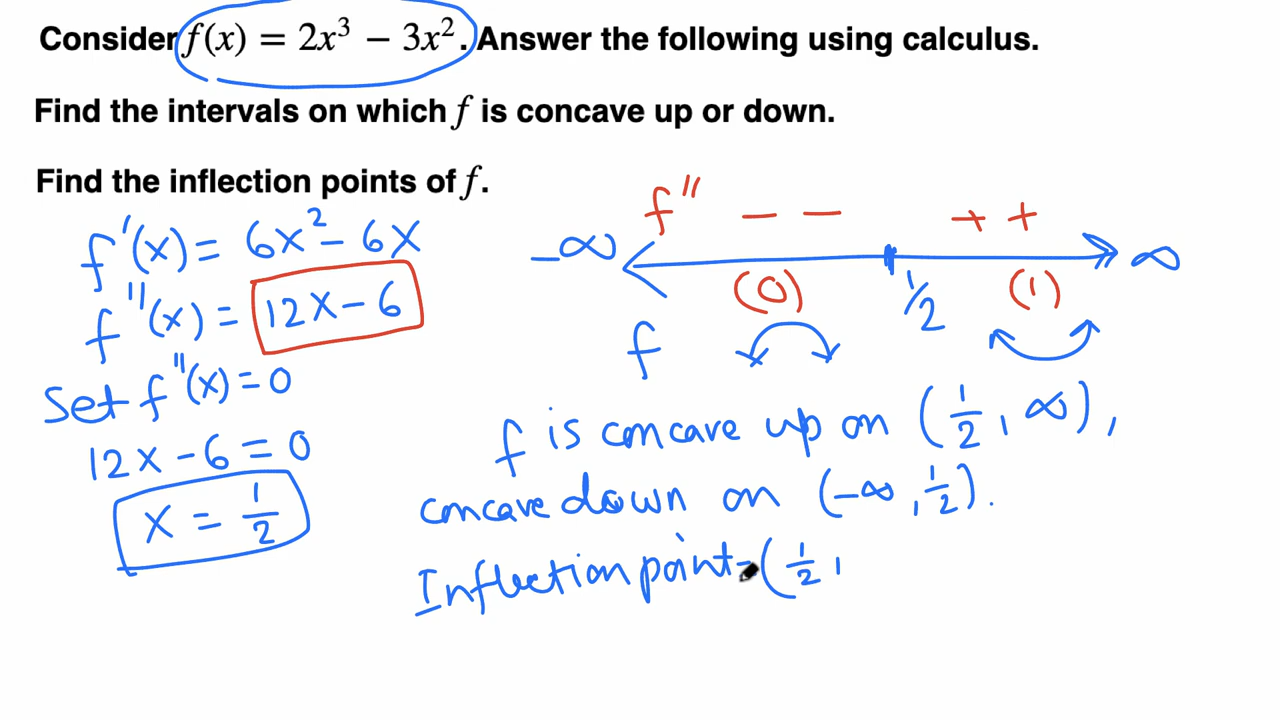 Consider f(x) = 2x³ − 3x². Answer the following using calculus.
Find the intervals on which f is concave up or down.
Find the inflection points of f.
f'(x) = 6x² − 6x
f''(x) = 12x − 6
Set f''(x) = 0
12x − 6 = 0
x = 1/2
f'' − − + +
−∞ ∞
(0) 1/2 (1)
f
f is concave up on (1/2, ∞),
concave down on (−∞, 1/2).
Inflection point = (1/2,